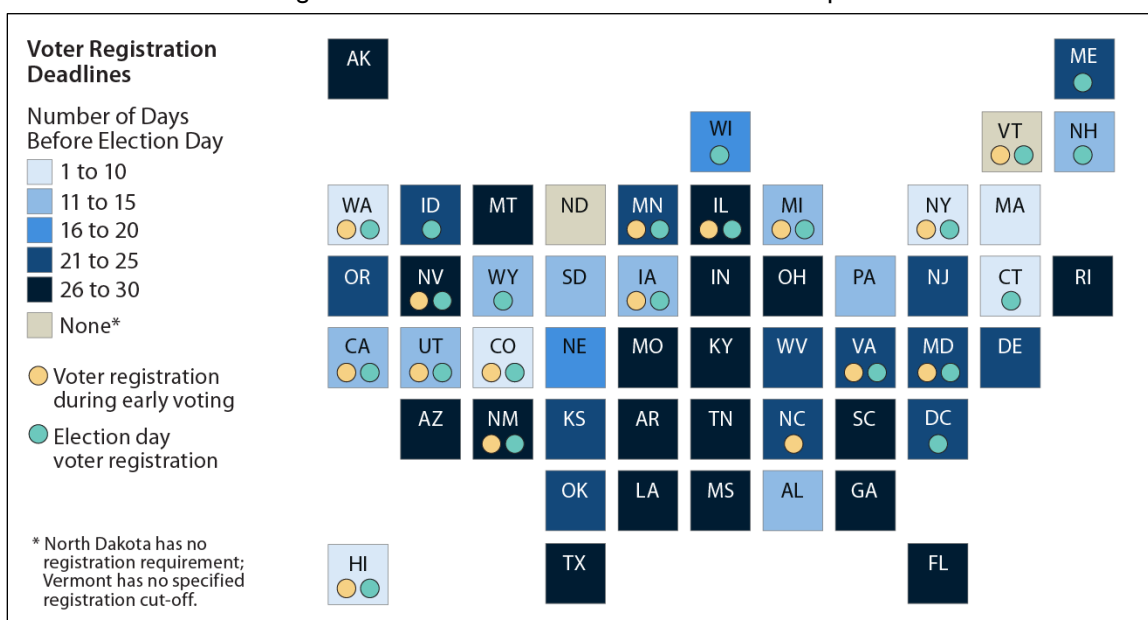 Voter Registration
Deadlines
Number of Days
Before Election Day
1 to 10
11 to 15
16 to 20
21 to 25
26 to 30
None*
Voter registration
during early voting
Election day
voter registration
* North Dakota has no
registration requirement;
Vermont has no specified
registration cut-off.
AK
ME
WI
VT
NH
WA
ID
MT
ND
MN
IL
MI
NY
MA
OR
NV
WY
SD
IA
IN
OH
PA
NJ
CT
RI
CA
UT
CO
NE
MO
KY
WV
VA
MD
DE
AZ
NM
KS
AR
TN
NC
SC
DC
OK
LA
MS
AL
GA
HI
TX
FL